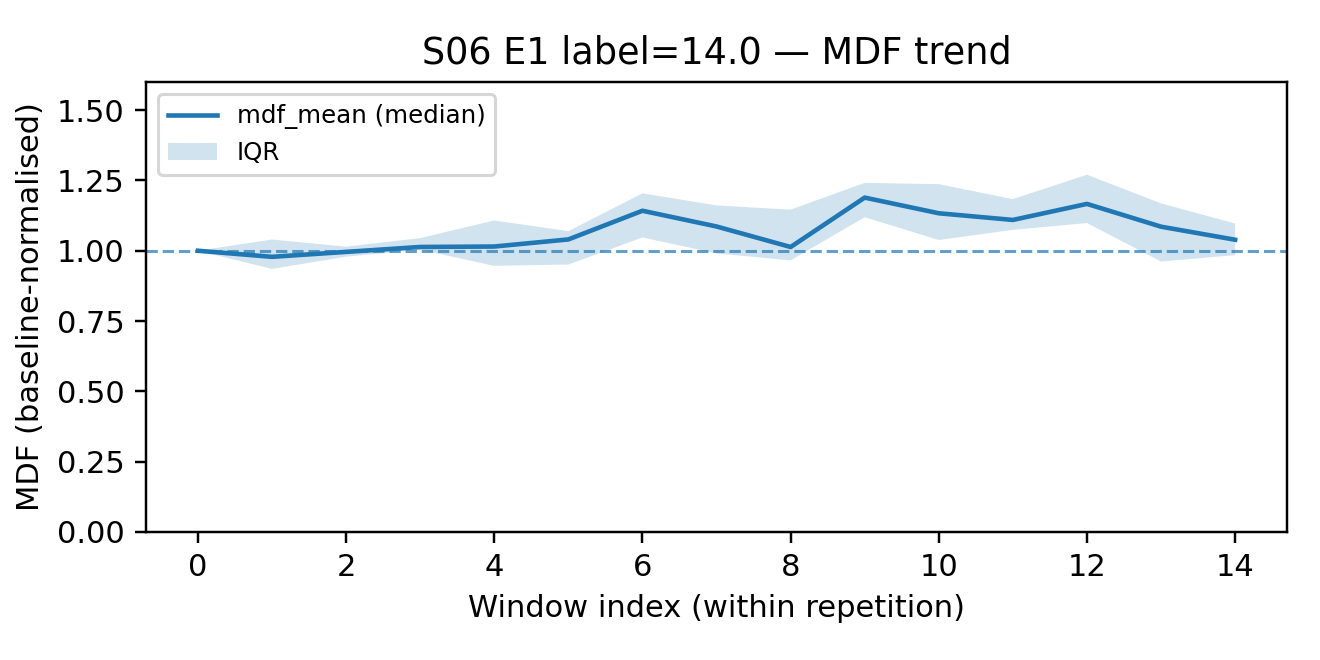 S06 E1 label=14.0 — MDF trend
mdf_mean (median)
IQR
MDF (baseline-normalised)
1.50
1.25
1.00
0.75
0.50
0.25
0.00
0 2 4 6 8 10 12 14
Window index (within repetition)